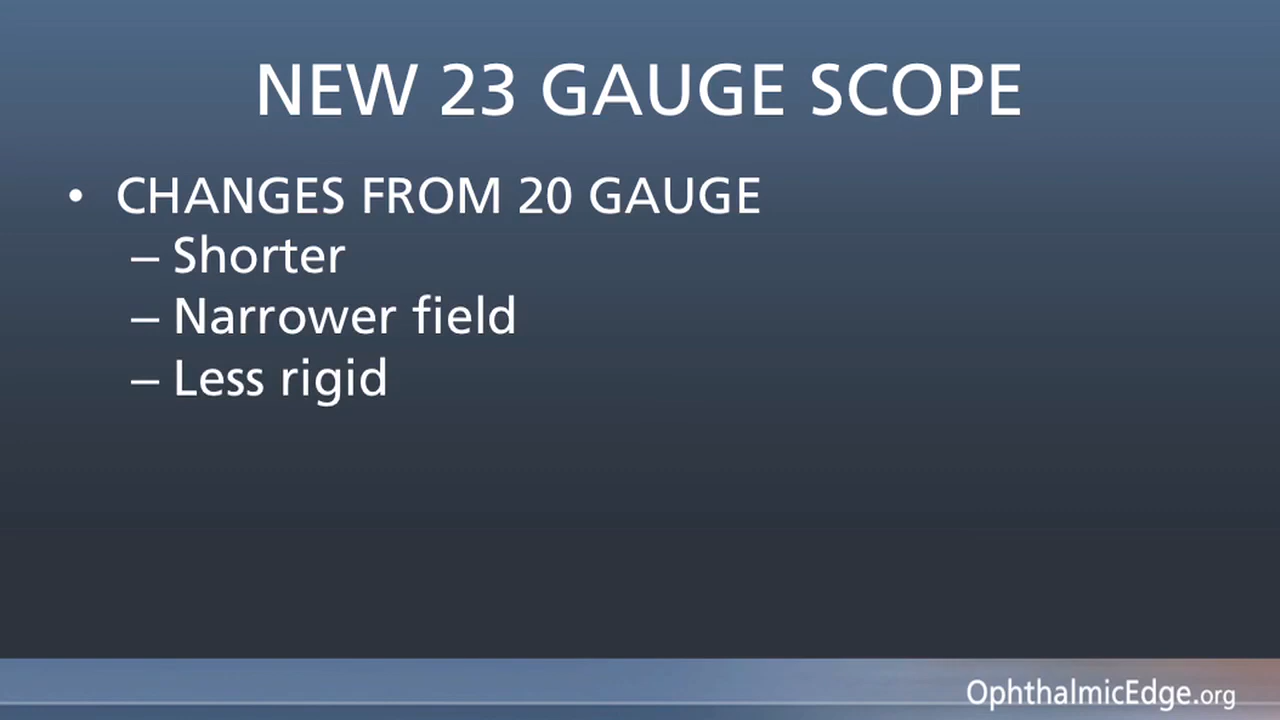 NEW 23 GAUGE SCOPE
• CHANGES FROM 20 GAUGE
– Shorter
– Narrower field
– Less rigid
OphthalmicEdge.org